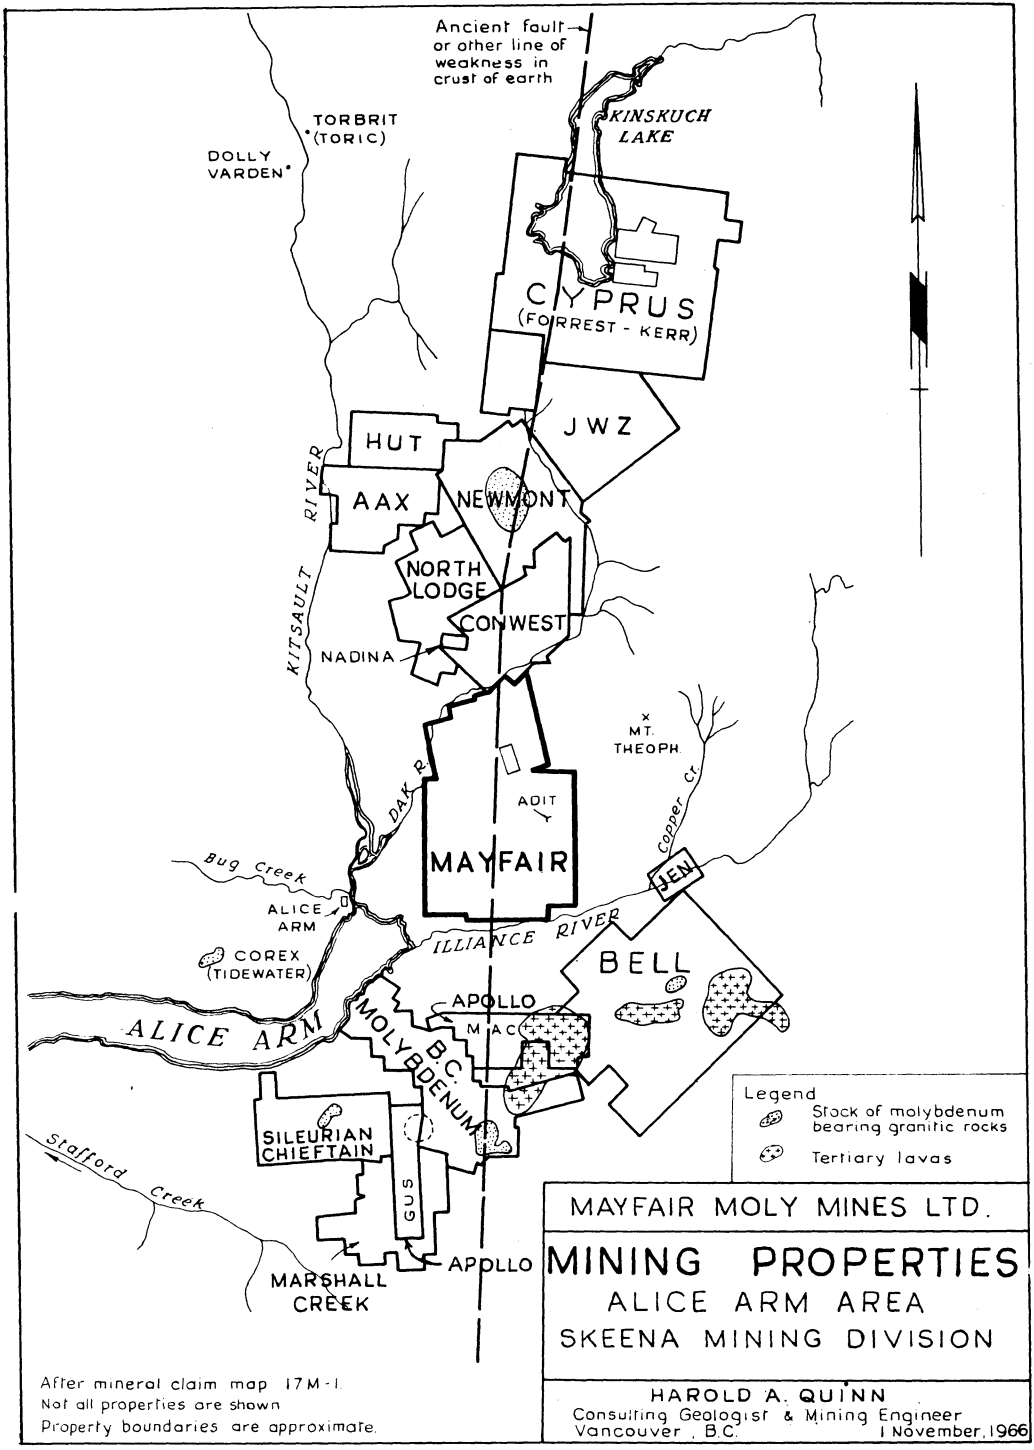 Ancient fault
or other line of
weakness in
crust of earth
KINSKUCH
LAKE
TORBRIT
(TORIC)
DOLLY
VARDEN
CYPRUS
(FORREST - KERR)
JWZ
HUT
AAX
NEWMONT
KITSAULT RIVER
NORTH
LODGE
CONWEST
NADINA
MT.
THEOPH.
Copper Cr.
DAK R.
ADIT
MAYFAIR
JEN
Bug Creek
ALICE
ARM
ILLIANCE RIVER
COREX
(TIDEWATER)
BELL
ALICE ARM
APOLLO
MAC
B.C.
MOLYBDENUM
Legend
Stock of molybdenum
bearing granitic rocks
Tertiary lavas
SILEURIAN
CHIEFTAIN
Stafford Creek
GUS
APOLLO
MARSHALL
CREEK
MAYFAIR MOLY MINES LTD.
MINING PROPERTIES
ALICE ARM AREA
SKEENA MINING DIVISION
After mineral claim map 17M-1.
Not all properties are shown
Property boundaries are approximate.
HAROLD A. QUINN
Consulting Geologist & Mining Engineer
Vancouver, B.C. 1 November, 1966